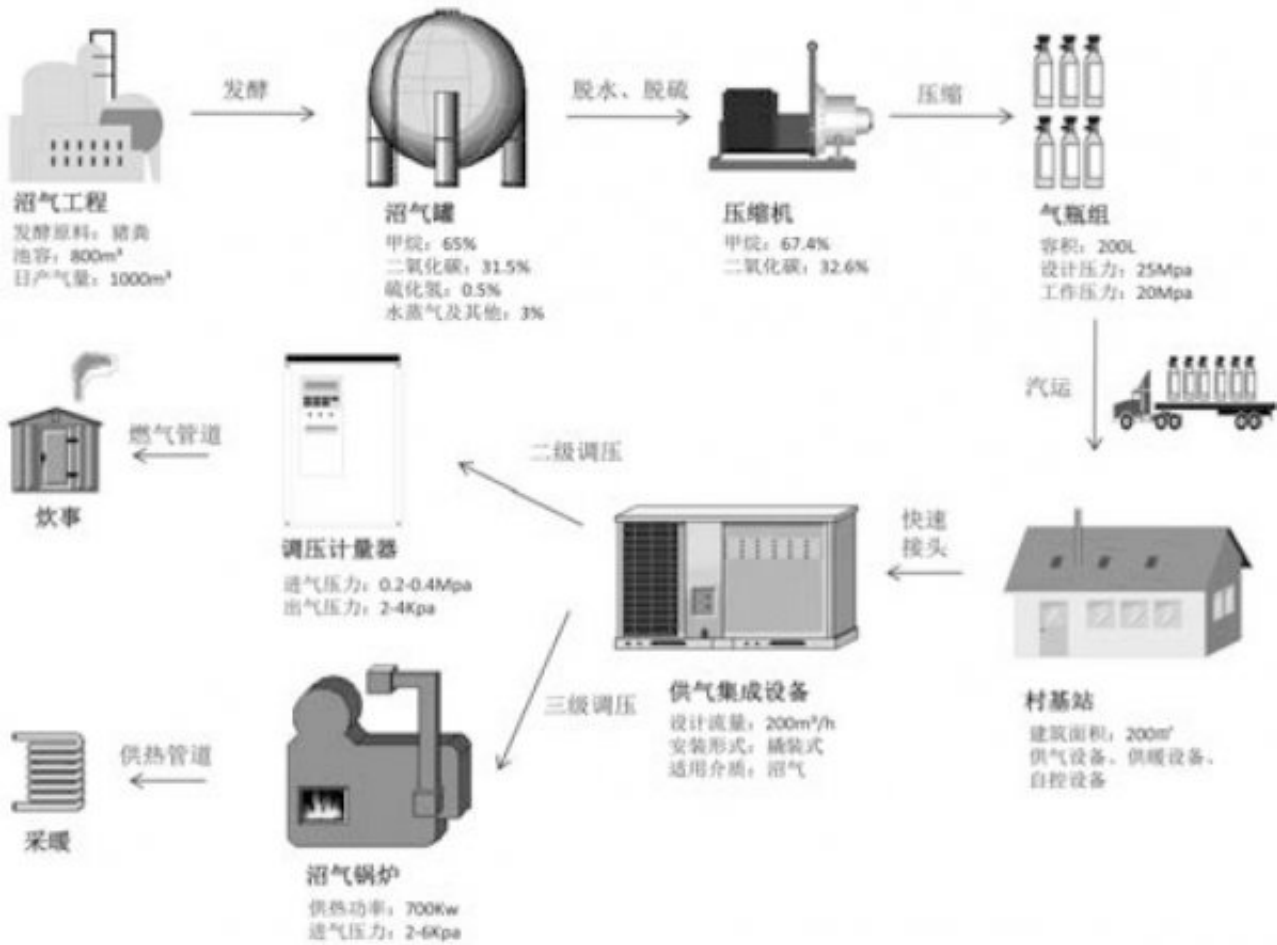 发酵
脱水、脱硫
压缩
沼气工程
发酵原料：猪粪
池容：800m³
日产气量：1000m³
沼气罐
甲烷：65%
二氧化碳：31.5%
硫化氢：0.5%
水蒸气及其他：3%
压缩机
甲烷：67.4%
二氧化碳：32.6%
气瓶组
容积：200L
设计压力：25Mpa
工作压力：20Mpa
汽运
燃气管道
炊事
二级调压
调压计量器
进气压力：0.2-0.4Mpa
出气压力：2-4Kpa
快速
接头
供气集成设备
设计流量：200m³/h
安装形式：撬装式
适用介质：沼气
村基站
建筑面积：200㎡
供气设备、供暖设备、
自控设备
三级调压
供热管道
采暖
沼气锅炉
供热功率：700Kw
进气压力：2-6Kpa